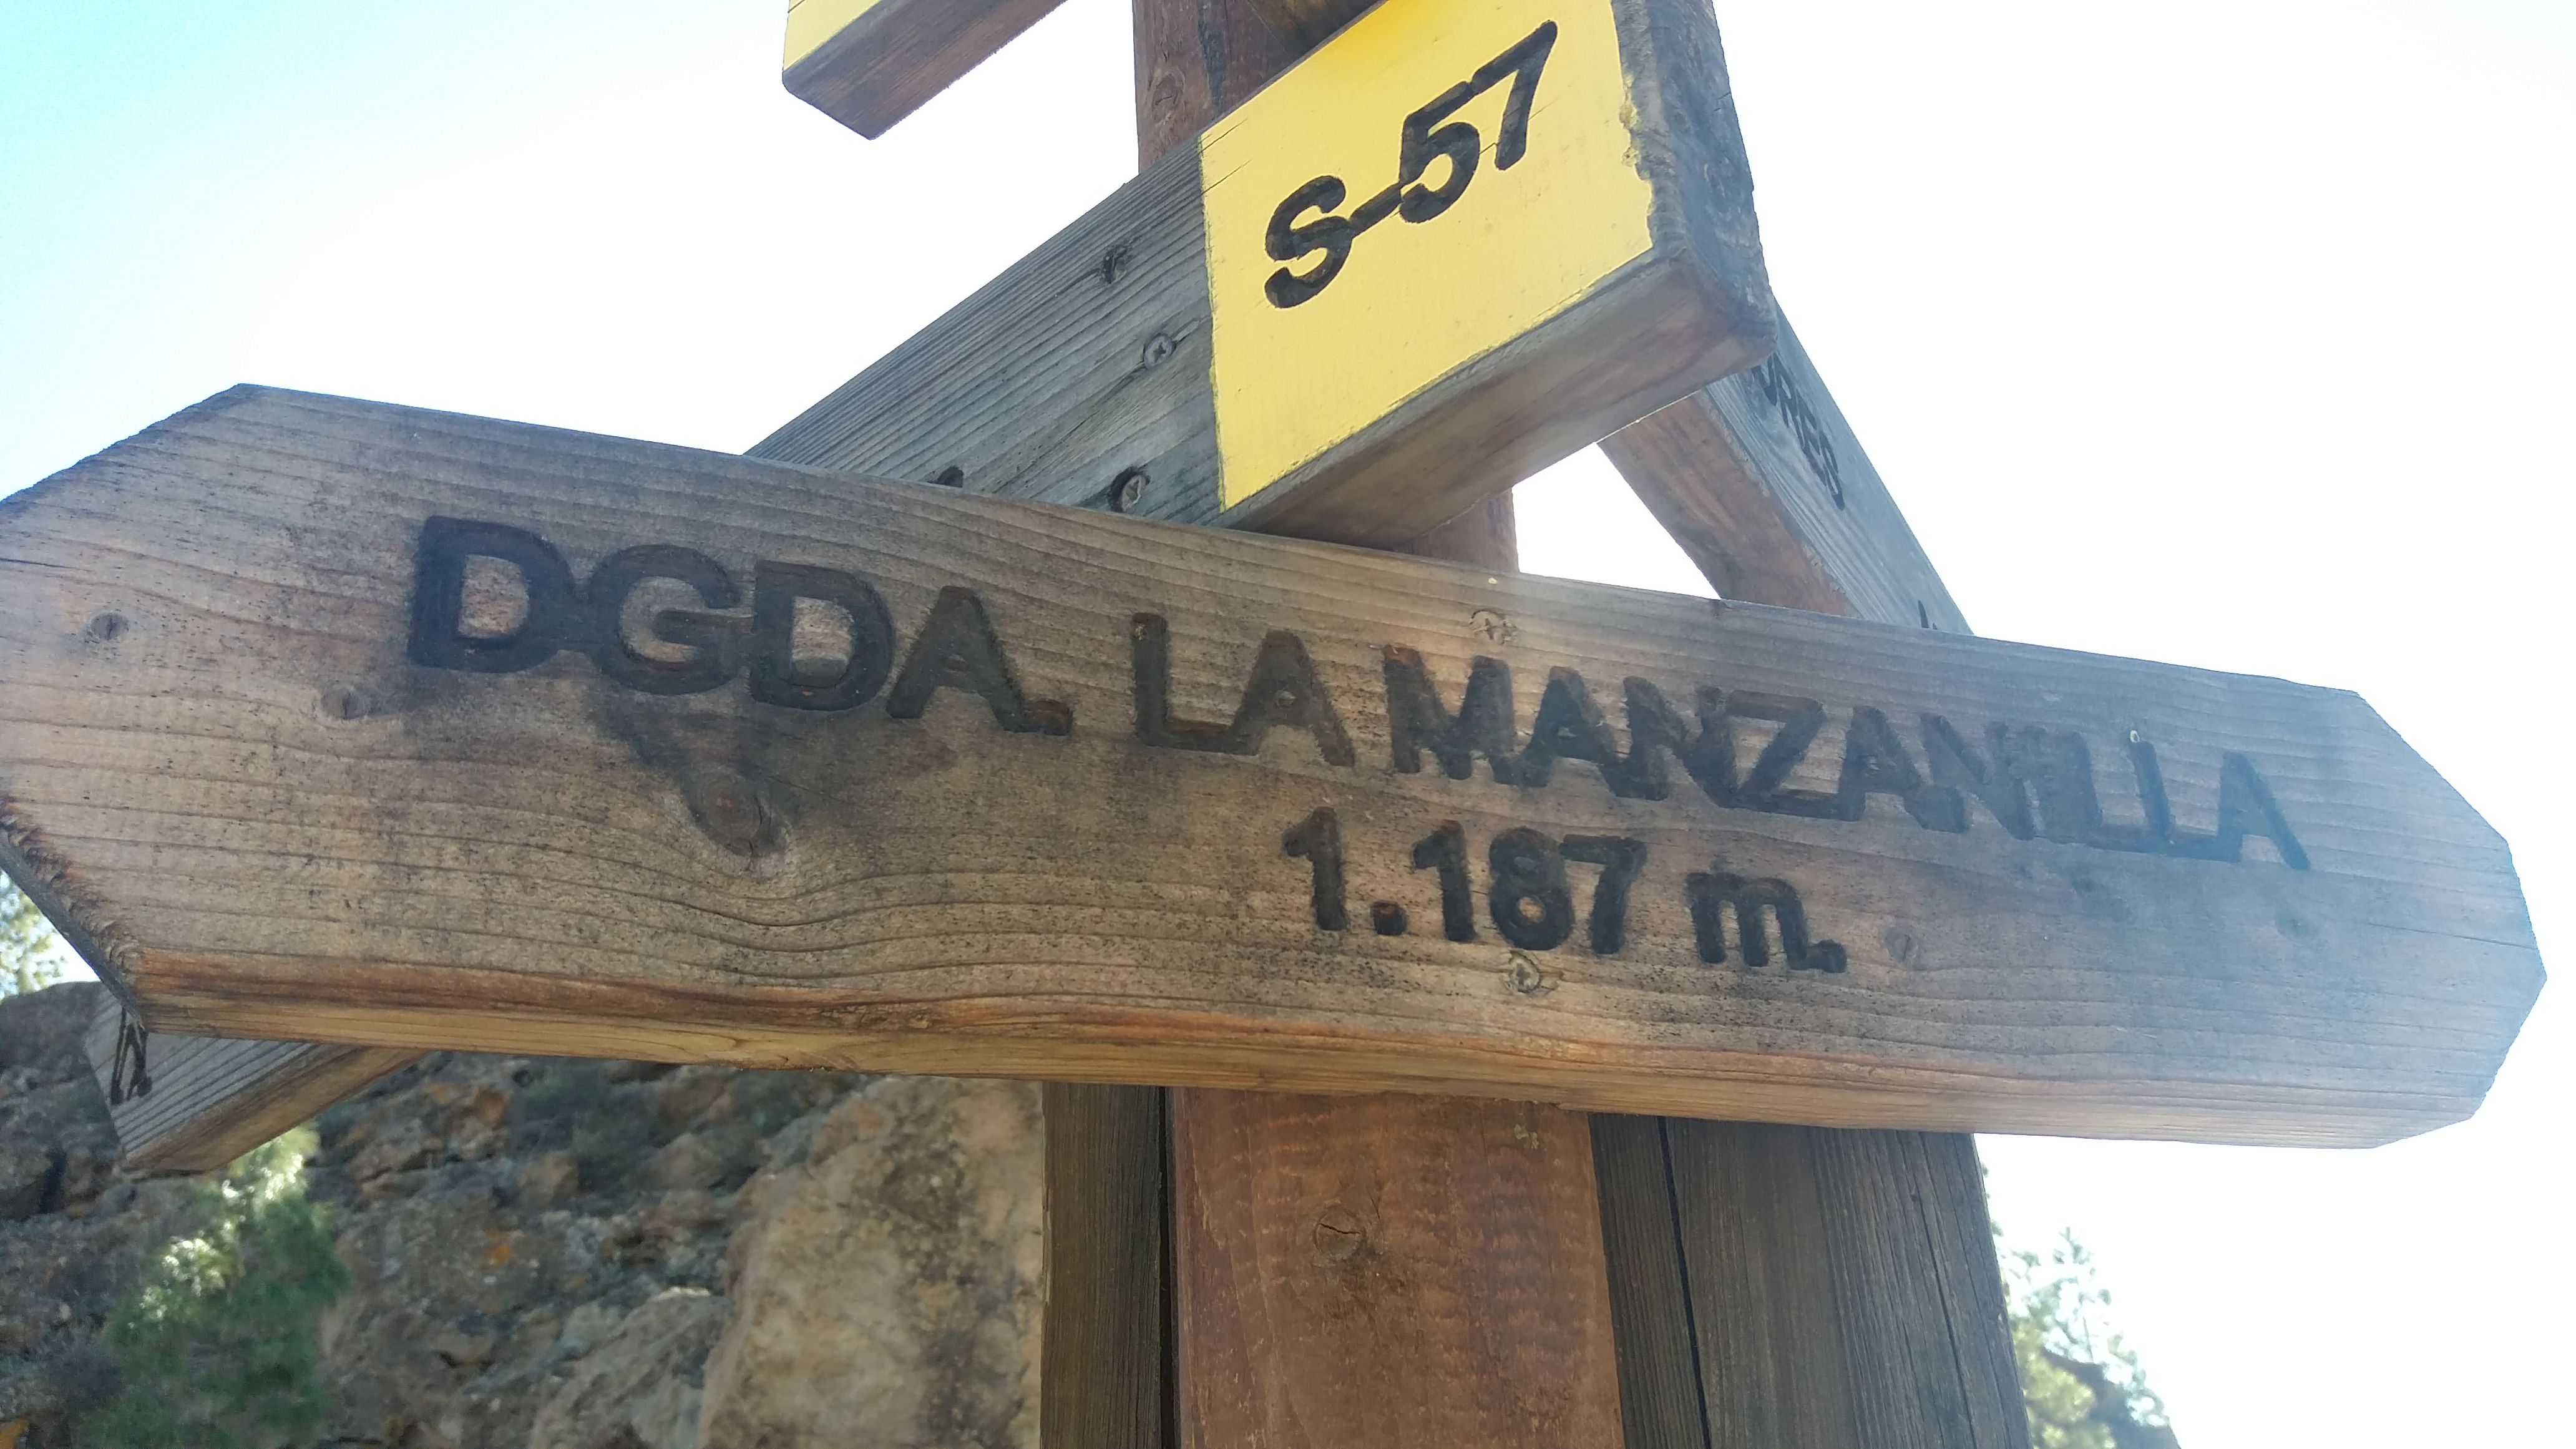 S-57
DGDA. LA MANZANILLA
1.187 m.